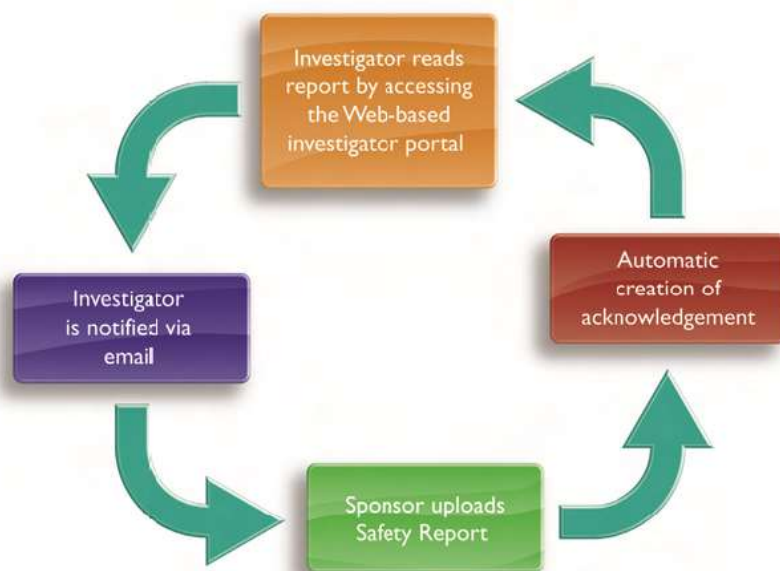 Investigator reads
report by accessing
the Web-based
investigator portal
Investigator
is notified via
email
Automatic
creation of
acknowledgement
Sponsor uploads
Safety Report